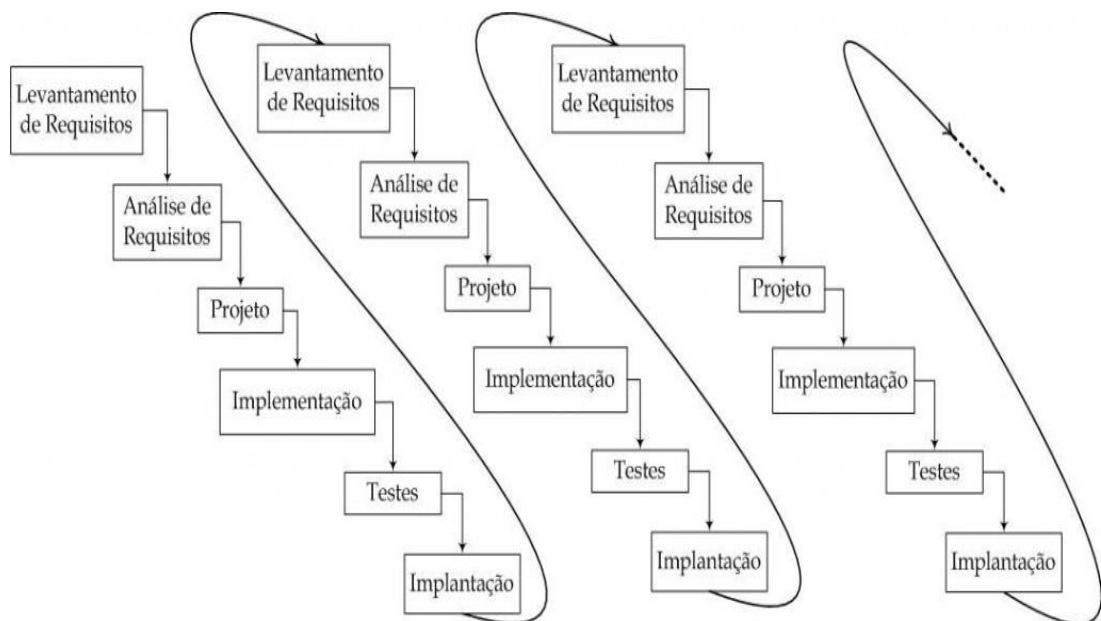 Levantamento
de Requisitos
Análise de
Requisitos
Projeto
Implementação
Testes
Implantação
Levantamento
de Requisitos
Análise de
Requisitos
Projeto
Implementação
Testes
Implantação
Levantamento
de Requisitos
Análise de
Requisitos
Projeto
Implementação
Testes
Implantação